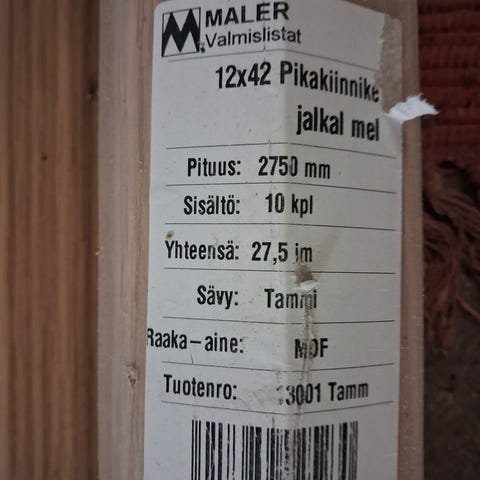 MALER
Valmislistat
12x42 Pikakiinnike
jalkal mel
Pituus: 2750 mm
Sisältö: 10 kpl
Yhteensä: 27,5 jm
Sävy: Tammi
Raaka-aine: MDF
Tuotenro: 13001 Tamm